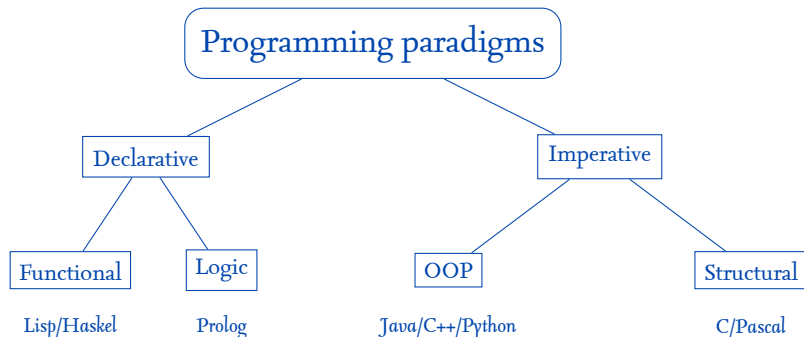 Programming paradigms
Declarative
Imperative
Functional
Logic
OOP
Structural
Lisp/Haskel
Prolog
Java/C++/Python
C/Pascal